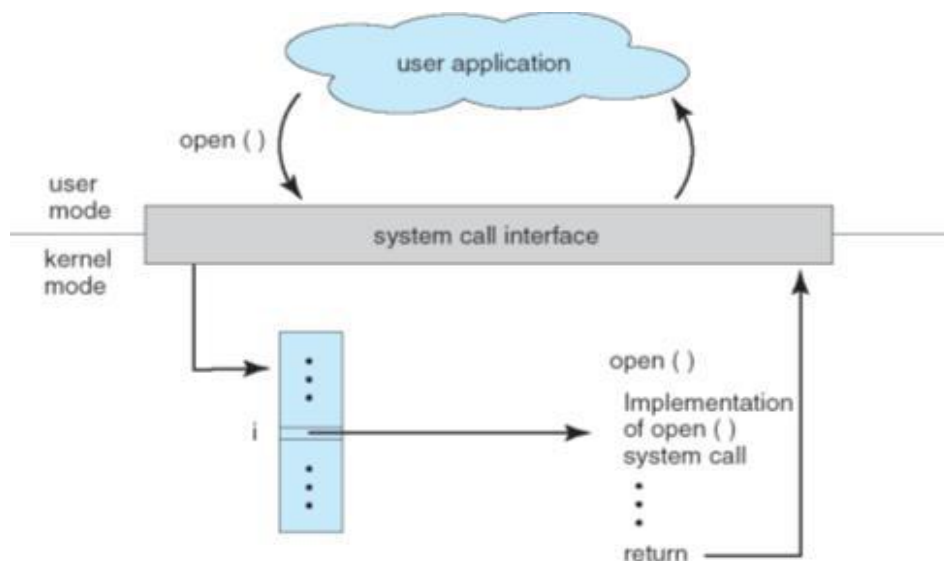 user application
open ( )
user
mode
system call interface
kernel
mode
open ( )
i
Implementation
of open ( )
system call
return